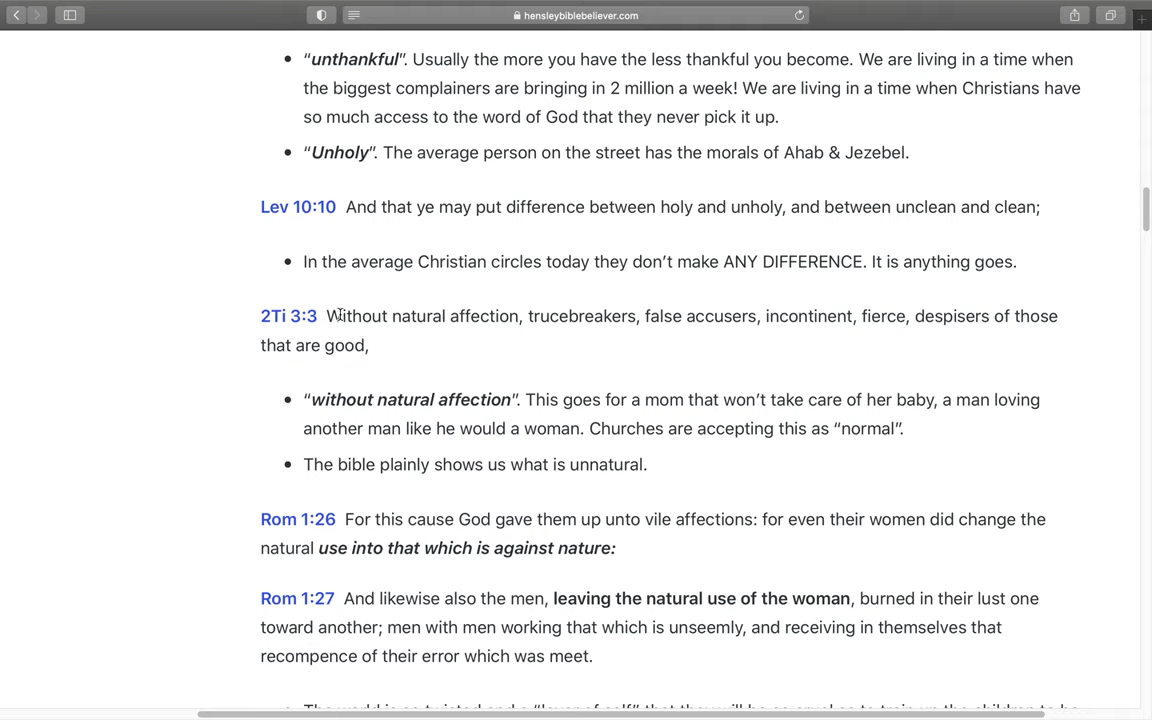 hensleybiblebeliever.com
• “unthankful”. Usually the more you have the less thankful you become. We are living in a time when
the biggest complainers are bringing in 2 million a week! We are living in a time when Christians have
so much access to the word of God that they never pick it up.
• “Unholy”. The average person on the street has the morals of Ahab & Jezebel.
Lev 10:10 And that ye may put difference between holy and unholy, and between unclean and clean;
• In the average Christian circles today they don’t make ANY DIFFERENCE. It is anything goes.
2Ti 3:3 Without natural affection, trucebreakers, false accusers, incontinent, fierce, despisers of those
that are good,
• “without natural affection”. This goes for a mom that won’t take care of her baby, a man loving
another man like he would a woman. Churches are accepting this as “normal”.
• The bible plainly shows us what is unnatural.
Rom 1:26 For this cause God gave them up unto vile affections: for even their women did change the
natural use into that which is against nature:
Rom 1:27 And likewise also the men, leaving the natural use of the woman, burned in their lust one
toward another; men with men working that which is unseemly, and receiving in themselves that
recompence of their error which was meet.